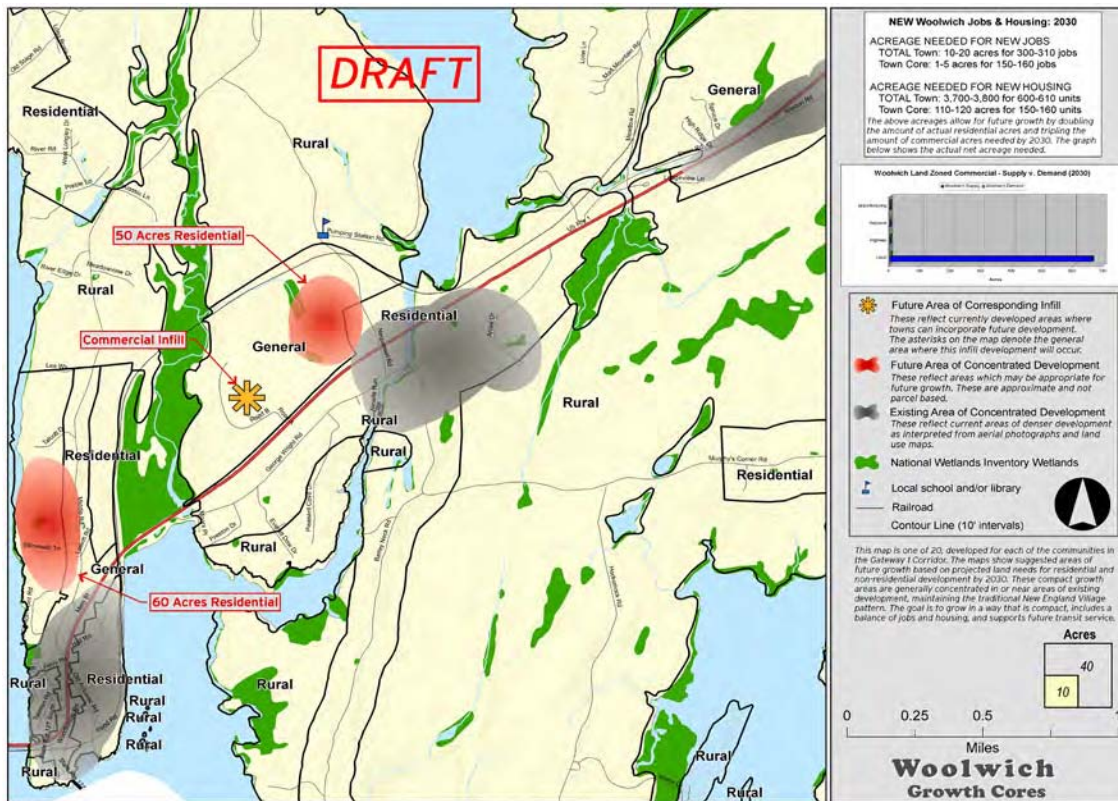 DRAFT
Residential
General
Rural
Pumping Station Rd
50 Acres Residential
River Rd
Rural
Residential
Commercial Infill
General
US Rte 1
Rural
Rural
Rural
Residential
Murphy's Corner Rd
George Wright Rd
Residential
Rural
General
60 Acres Residential
Rural
Residential
Rural
Rural
Rural
Rural
Rural
Rural
NEW Woolwich Jobs & Housing: 2030
ACREAGE NEEDED FOR NEW JOBS
TOTAL Town: 10-20 acres for 300-310 jobs
Town Core: 1-5 acres for 150-160 jobs
ACREAGE NEEDED FOR NEW HOUSING
TOTAL Town: 3,700-3,800 for 600-610 units
Town Core: 110-120 acres for 150-160 units
The above acreages allow for future growth by doubling
the amount of actual residential acres and tripling the
amount of commercial acres needed by 2030. The graph
below shows the actual net acreage needed.
Woolwich Land Zoned Commercial - Supply v. Demand (2030)
Acres
Future Area of Corresponding Infill
These reflect currently developed areas where
towns can incorporate future development.
The asterisks on the map denote the general
area where this infill development will occur.
Future Area of Concentrated Development
These reflect areas which may be appropriate for
future growth. These are approximate and not
parcel based.
Existing Area of Concentrated Development
These reflect current areas of denser development
as interpreted from aerial photographs and land
use maps.
National Wetlands Inventory Wetlands
Local school and/or library
Railroad
Contour Line (10' intervals)
This map is one of 20, developed for each of the communities in
the Gateway I Corridor. The maps show suggested areas of
future growth based on projected land needs for residential and
non-residential development by 2030. These compact growth
areas are generally concentrated in or near areas of existing
development, maintaining the traditional New England Village
pattern. The goal is to grow in a way that is compact, includes a
balance of jobs and housing, and supports future transit service.
Acres
40
10
0 0.25 0.5
Miles
Woolwich
Growth Cores